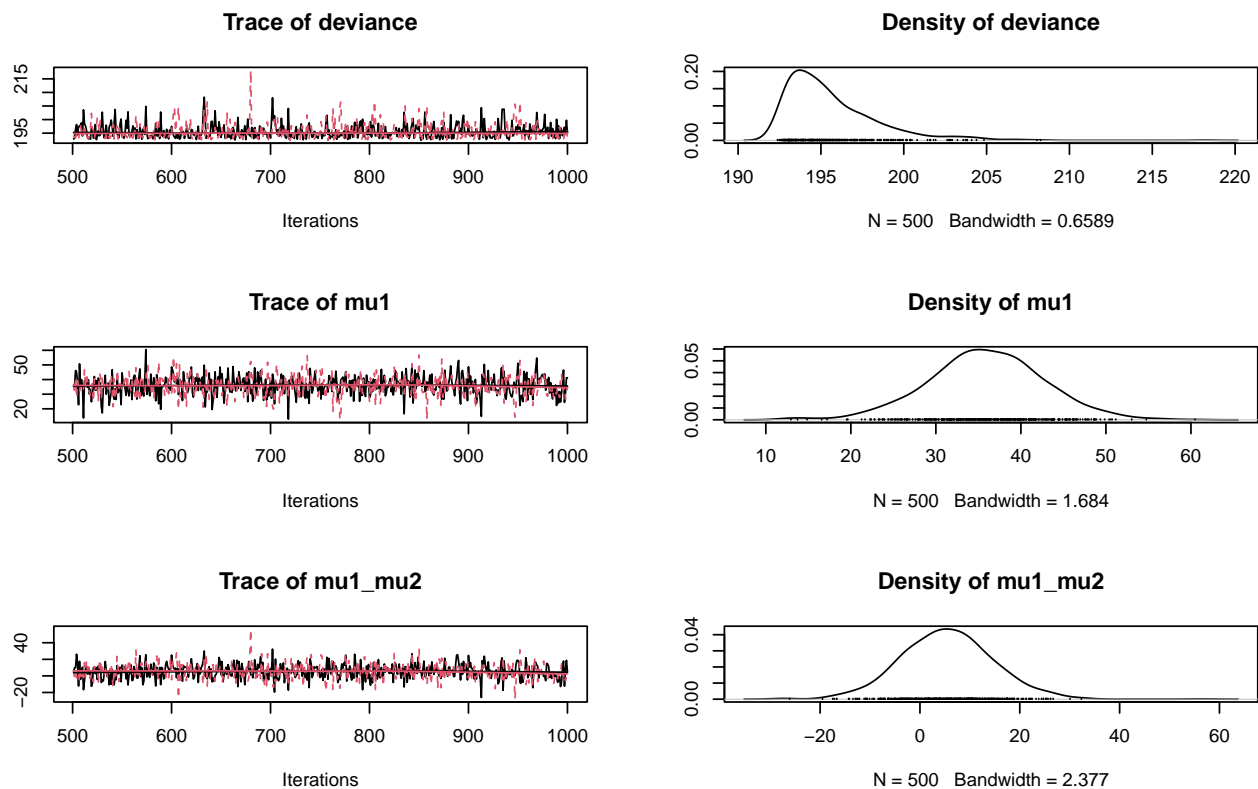 Trace of deviance
Density of deviance
215
195
500 600 700 800 900 1000
Iterations
0.20
0.00
190 195 200 205 210 215 220
N = 500 Bandwidth = 0.6589
Trace of mu1
Density of mu1
50
20
500 600 700 800 900 1000
Iterations
0.05
0.00
10 20 30 40 50 60
N = 500 Bandwidth = 1.684
Trace of mu1_mu2
Density of mu1_mu2
40
−20
500 600 700 800 900 1000
Iterations
0.04
0.00
−20 0 20 40 60
N = 500 Bandwidth = 2.377